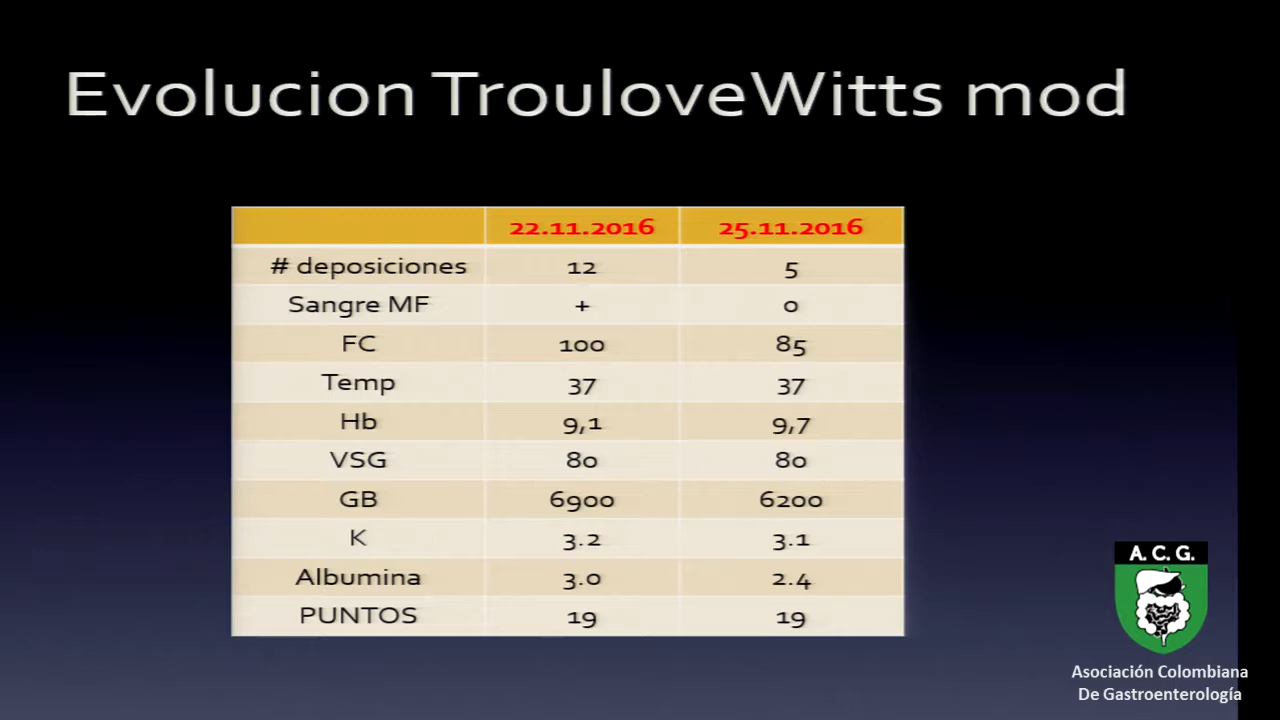 Evolucion TrouloveWitts mod
22.11.2016 25.11.2016
# deposiciones 12 5
Sangre MF + 0
FC 100 85
Temp 37 37
Hb 9,1 9,7
VSG 80 80
GB 6900 6200
K 3.2 3.1
Albumina 3.0 2.4
PUNTOS 19 19
A. C. G.
Asociación Colombiana
De Gastroenterología